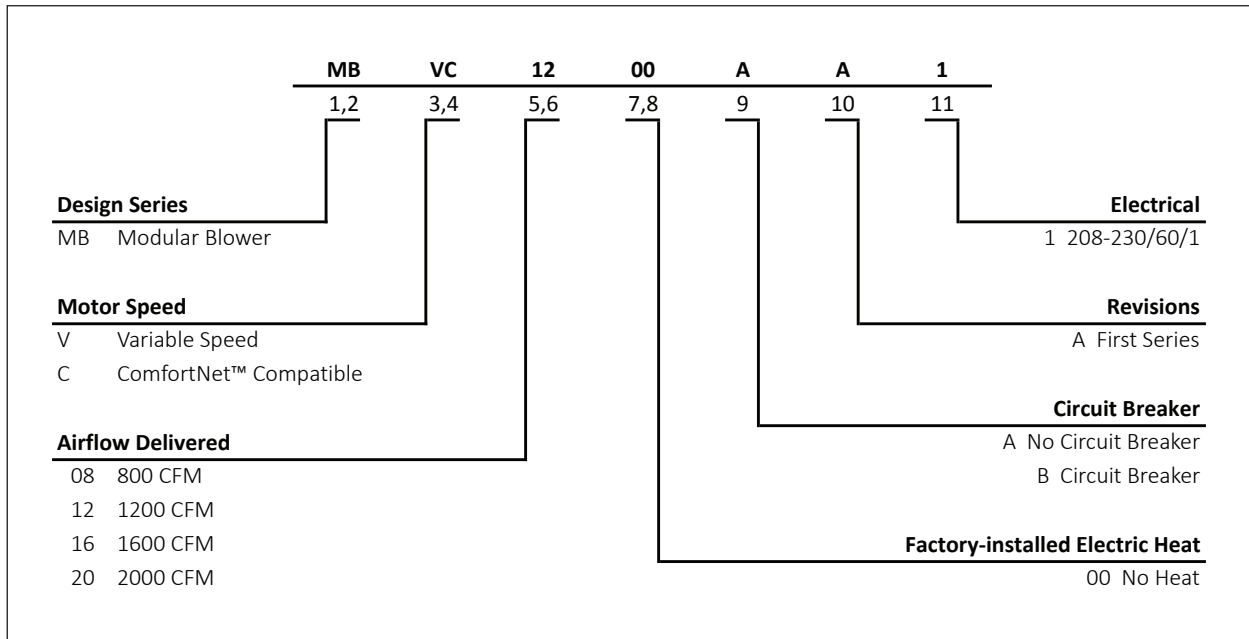 MB VC 12 00 A A 1
1,2 3,4 5,6 7,8 9 10 11
Design Series
MB Modular Blower
Motor Speed
V Variable Speed
C ComfortNet™ Compatible
Airflow Delivered
08 800 CFM
12 1200 CFM
16 1600 CFM
20 2000 CFM
Electrical
1 208-230/60/1
Revisions
A First Series
Circuit Breaker
A No Circuit Breaker
B Circuit Breaker
Factory-installed Electric Heat
00 No Heat